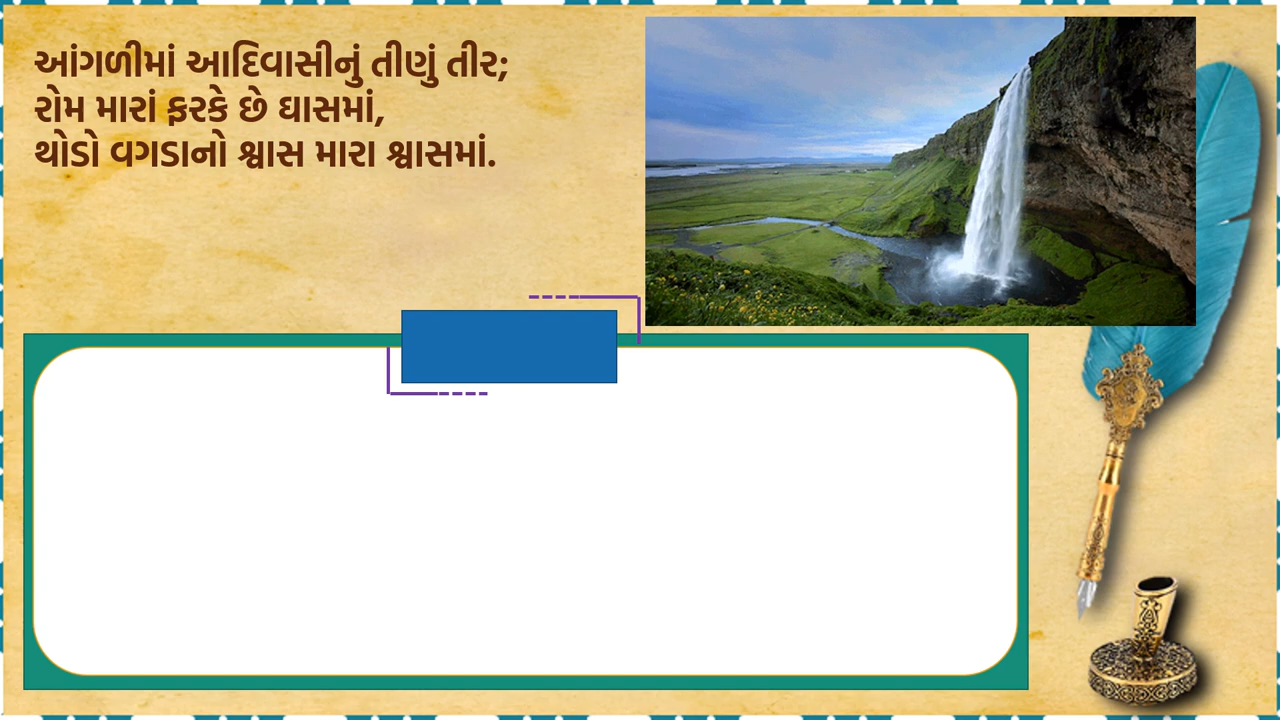 આંગળીમાં આદિવાસીનું તીણું તીર;
રોમ મારાં ફરકે છે ઘાસમાં,
થોડો વગડાનો શ્વાસ મારા શ્વાસમાં.